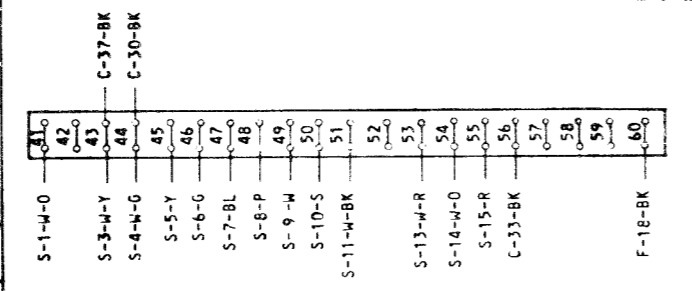 C-37-BK
C-30-BK
41
42
43
44
45
46
47
48
49
50
51
52
53
54
55
56
57
58
59
60
S-1-W-O
S-3-W-Y
S-4-W-G
S-5-Y
S-6-G
S-7-BL
S-8-P
S-9-W
S-10-S
S-11-W-BK
S-13-W-R
S-14-W-O
S-15-R
C-33-BK
F-18-BK